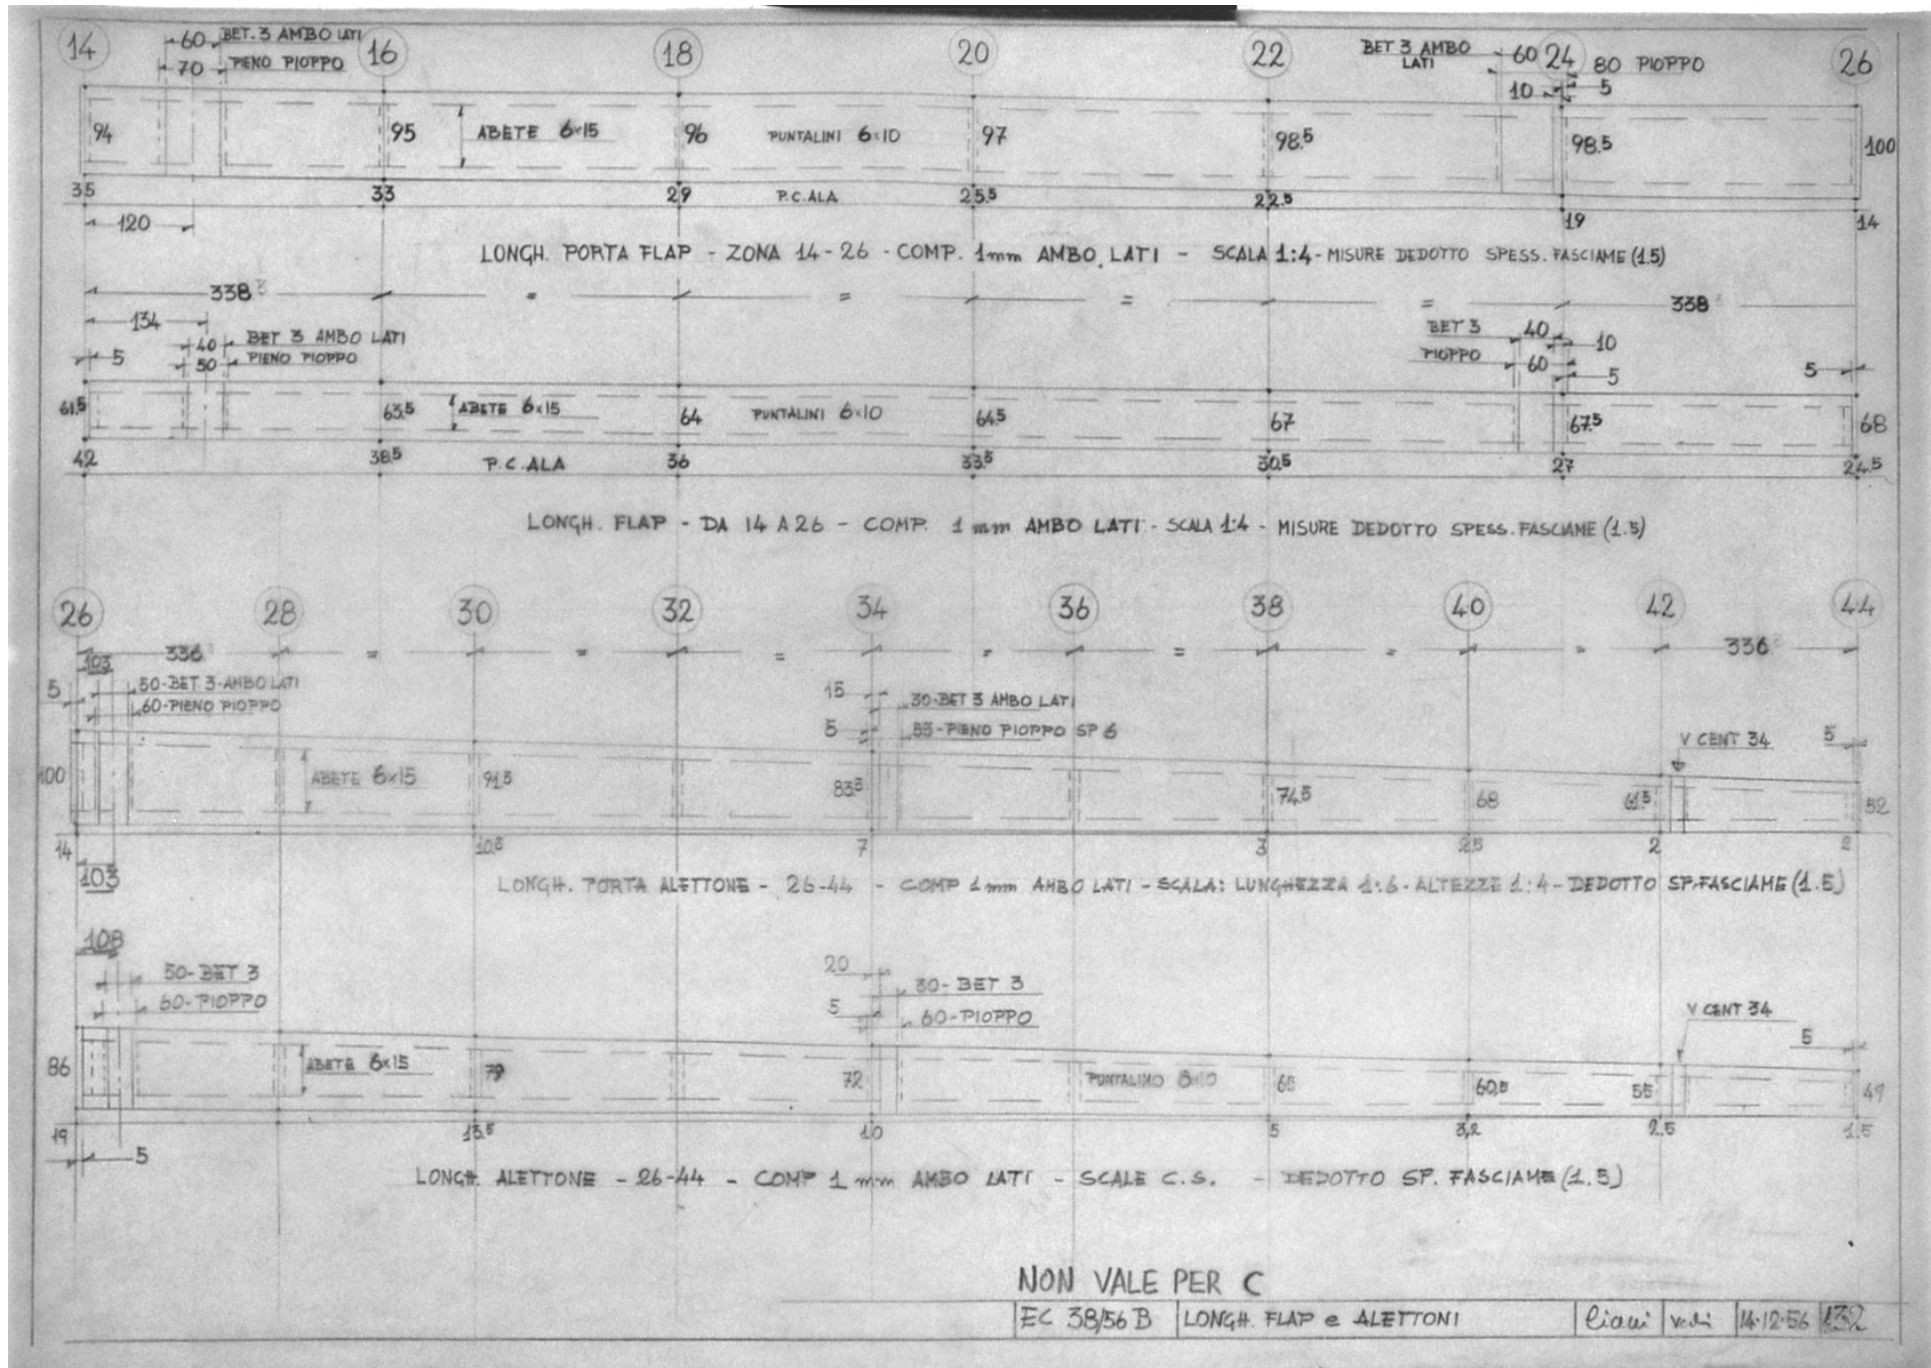 14 60 BET. 3 AMBO LATI 16 18 20 22 BET 3 AMBO LATI 60 24 80 PIOPPO 26
70 PIENO PIOPPO 10 5
94 95 ABETE 6×15 96 PUNTALINI 6×10 97 98.5 98.5 100
35 33 29 P.C.ALA 25.5 22.5 19 14
120
LONGH. PORTA FLAP - ZONA 14-26 - COMP. 1mm AMBO LATI - SCALA 1:4 - MISURE DEDOTTO SPESS. FASCIAME (1.5)
338 = = = = 338
134
BET 3 40 10
40 BET 3 AMBO LATI
5 50 PIENO PIOPPO
PIOPPO 60 5 5
61.5 63.5 ABETE 6×15 64 PUNTALINI 6×10 64.5 67 67.5 68
42 38.5 P.C.ALA 36 33.5 30.5 27 24.5
LONGH. FLAP - DA 14 A 26 - COMP. 1mm AMBO LATI - SCALA 1:4 - MISURE DEDOTTO SPESS. FASCIAME (1.5)
26 28 30 32 34 36 38 40 42 44
336 = = = = = = = 336
103
5 50-BET.3-AMBO LATI 15 30-BET 3 AMBO LATI
60-PIENO PIOPPO 5 55-PIENO PIOPPO SP 6 V CENT 34 5
100 ABETE 6×15 91.5 83.5 74.5 68 61.5 52
14 10.5 7 3 2.5 2 2
103
LONGH. PORTA ALETTONE - 26-44 - COMP 1mm AMBO LATI - SCALA: LUNGHEZZA 1:6 - ALTEZZE 1:4 - DEDOTTO SP. FASCIAME (1.5)
108
50-BET 3 20 30-BET 3
60-PIOPPO 5 60-PIOPPO V CENT 34
5
86 ABETE 6×15 79 72 PUNTALINO 65 60.5 55 49
19 13.5 10 5 3,2 2.5 1.5
5
LONGH. ALETTONE - 26-44 - COMP 1mm AMBO LATI - SCALE C.S. - DEDOTTO SP. FASCIAME (1.5)
NON VALE PER C
EC 38/56 B LONGH. FLAP e ALETTONI 14-12-56 132